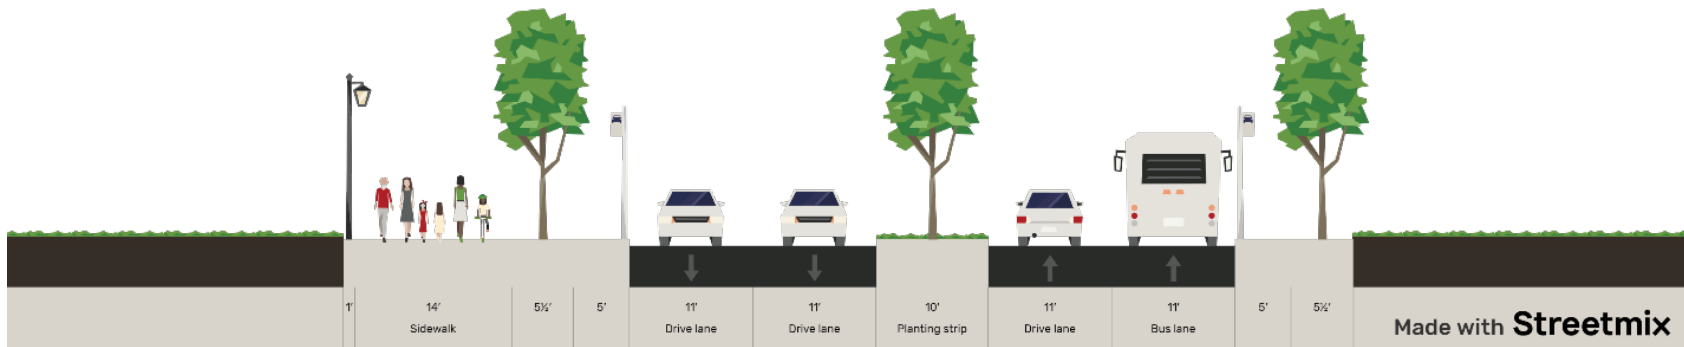 1'
14'
Sidewalk
5½'
5'
11'
Drive lane
11'
Drive lane
10'
Planting strip
11'
Drive lane
11'
Bus lane
5'
5½'
Made with Streetmix